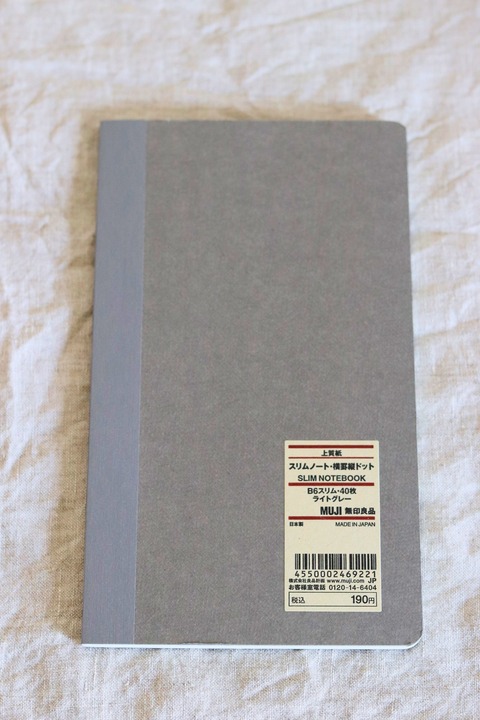 上質紙
スリムノート・横罫縦ドット
SLIM NOTEBOOK
B6スリム・40枚
ライトグレー
MUJI 無印良品
日本製 MADE IN JAPAN
4550002469221
株式会社良品計画 www.muji.com JP
お客様室電話 0120-14-6404
税込 190円